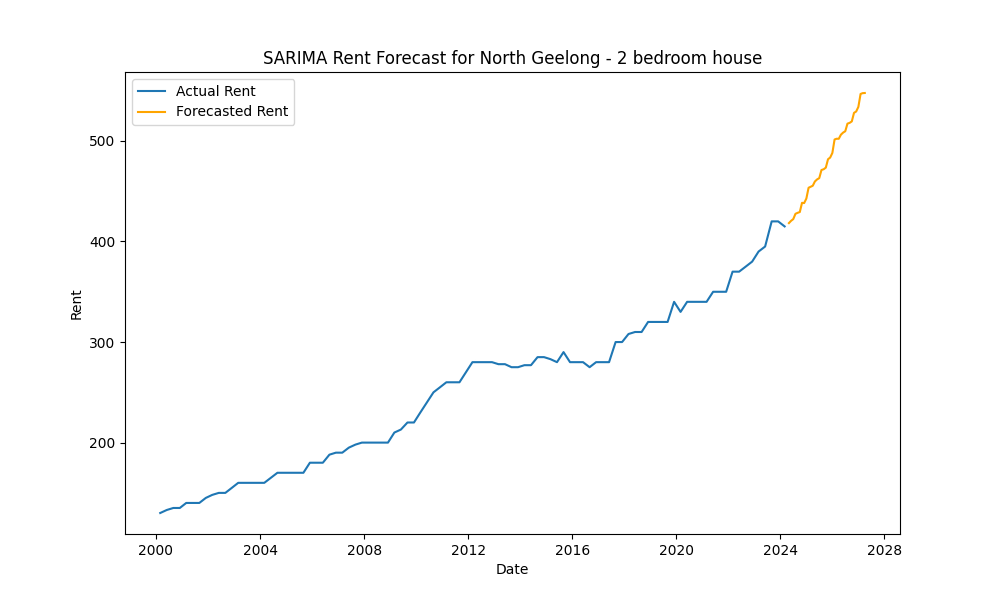 SARIMA Rent Forecast for North Geelong - 2 bedroom house
Actual Rent
Forecasted Rent
500
400
300
200
Rent
2000 2004 2008 2012 2016 2020 2024 2028
Date